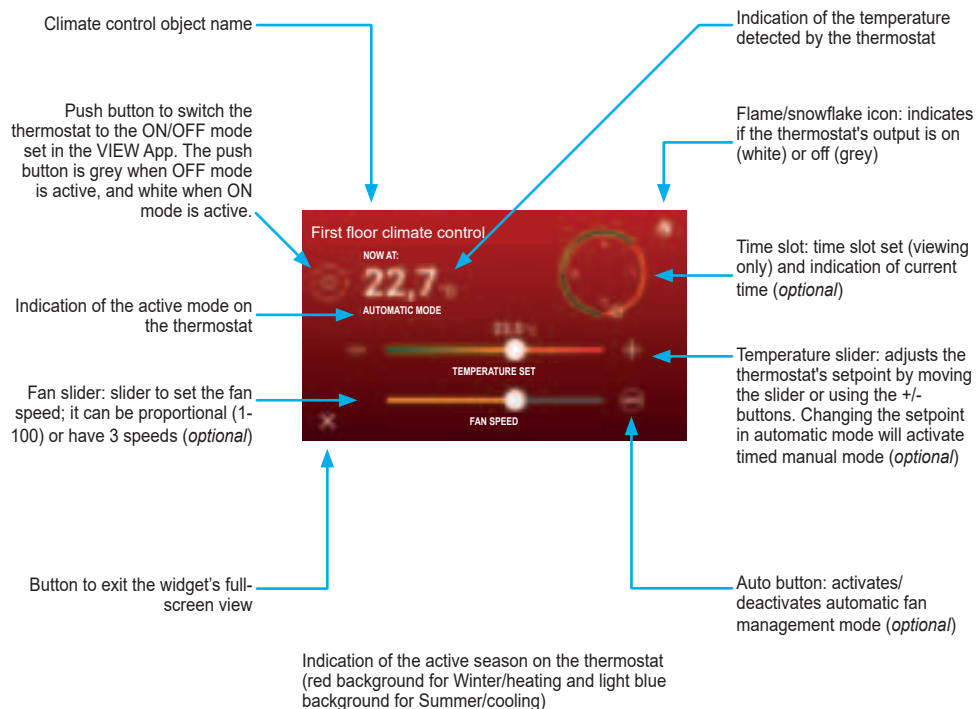 Climate control object name
Indication of the temperature
detected by the thermostat
Push button to switch the
thermostat to the ON/OFF mode
set in the VIEW App. The push
button is grey when OFF mode
is active, and white when ON
mode is active.
Flame/snowflake icon: indicates
if the thermostat's output is on
(white) or off (grey)
First floor climate control
NOW AT:
22,7 °C
AUTOMATIC MODE
Time slot: time slot set (viewing
only) and indication of current
time (optional)
Indication of the active mode on
the thermostat
TEMPERATURE SET
Temperature slider: adjusts the
thermostat's setpoint by moving
the slider or using the +/-
buttons. Changing the setpoint
in automatic mode will activate
timed manual mode (optional)
Fan slider: slider to set the fan
speed; it can be proportional (1-
100) or have 3 speeds (optional)
FAN SPEED
Button to exit the widget’s full-
screen view
Auto button: activates/
deactivates automatic fan
management mode (optional)
Indication of the active season on the thermostat
(red background for Winter/heating and light blue
background for Summer/cooling)